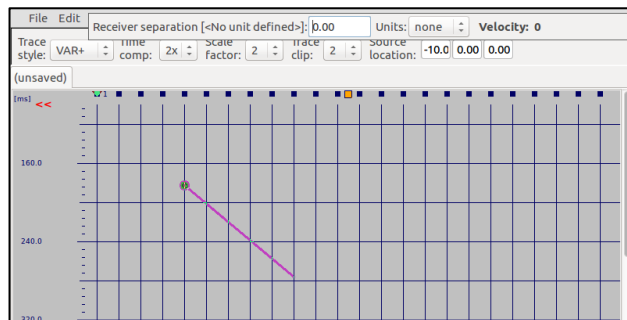 File Edit
Receiver separation [<No unit defined>]: 0.00 Units: none Velocity: 0
Trace style: VAR+ Time comp: 2x Scale factor: 2 Trace clip: 2 Source location: -10.0 0.00 0.00
(unsaved)
[ms]
<<
1
160.0
240.0
320.0